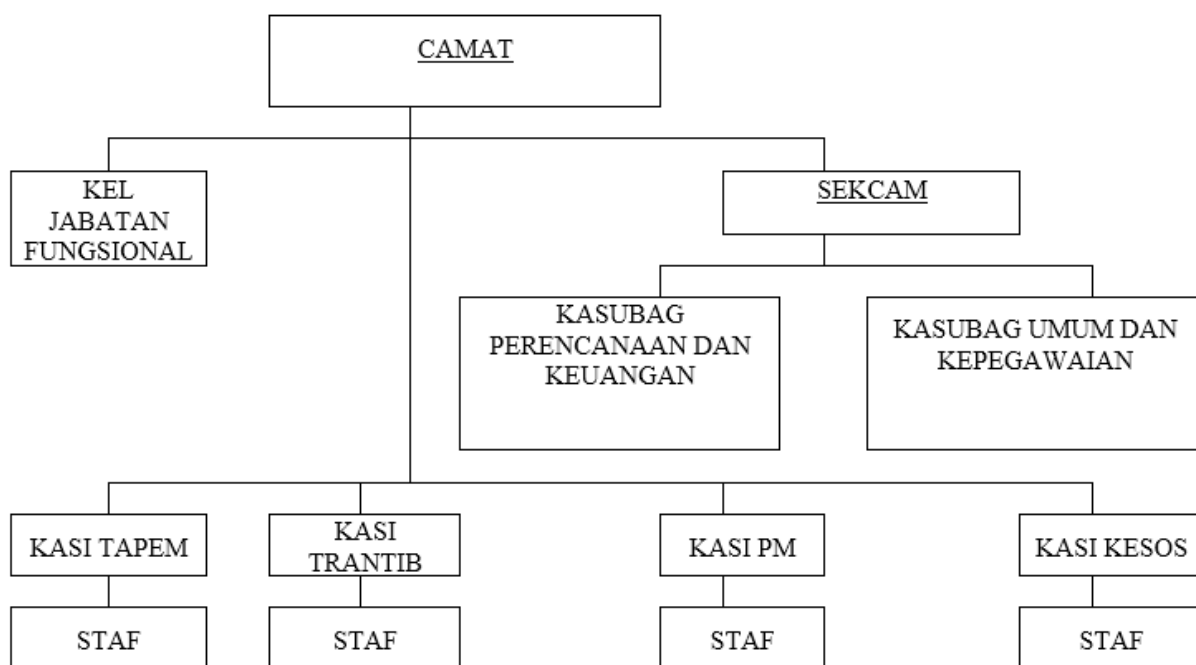 CAMAT
KEL
JABATAN
FUNGSIONAL
SEKCAM
KASUBAG
PERENCANAAN DAN
KEUANGAN
KASUBAG UMUM DAN
KEPEGAWAIAN
KASI TAPEM
KASI
TRANTIB
KASI PM
KASI KESOS
STAF
STAF
STAF
STAF